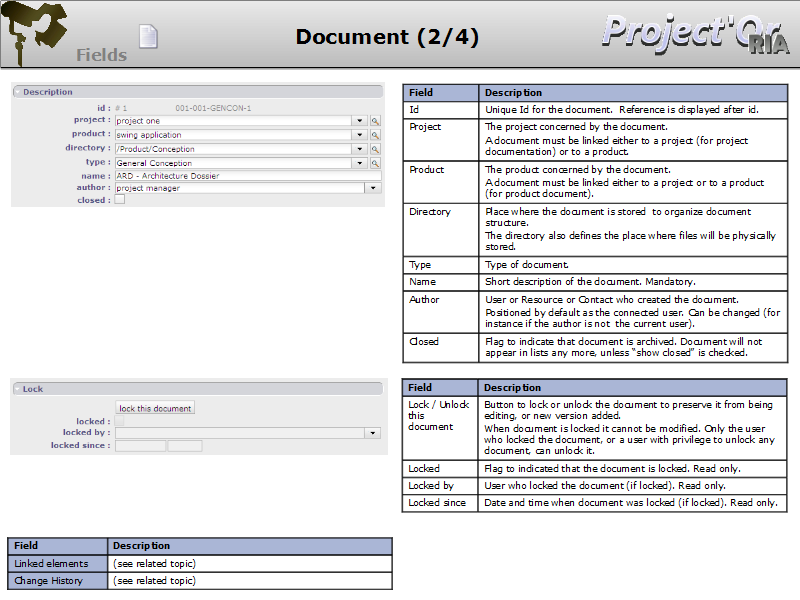 Fields
Document (2/4)
Project'Or
RIA
Description
id : # 1 001-001-GENCON-1
project : project one
product : swing application
directory : /Product/Conception
type : General Conception
name : ARD - Architecture Dossier
author : project manager
closed :
Field Description
Id Unique Id for the document. Reference is displayed after id.
Project The project concerned by the document.
A document must be linked either to a project (for project
documentation) or to a product.
Product The product concerned by the document.
A document must be linked either to a project or to a product
(for product document).
Directory Place where the document is stored to organize document
structure.
The directory also defines the place where files will be physically
stored.
Type Type of document.
Name Short description of the document. Mandatory.
Author User or Resource or Contact who created the document.
Positioned by default as the connected user. Can be changed (for
instance if the author is not the current user).
Closed Flag to indicate that document is archived. Document will not
appear in lists any more, unless “show closed” is checked.
Lock
lock this document
locked :
locked by :
locked since :
Field Description
Lock / Unlock Button to lock or unlock the document to preserve it from being
this editing, or new version added.
document When document is locked it cannot be modified. Only the user
who locked the document, or a user with privilege to unlock any
document, can unlock it.
Locked Flag to indicated that the document is locked. Read only.
Locked by User who locked the document (if locked). Read only.
Locked since Date and time when document was locked (if locked). Read only.
Field Description
Linked elements (see related topic)
Change History (see related topic)